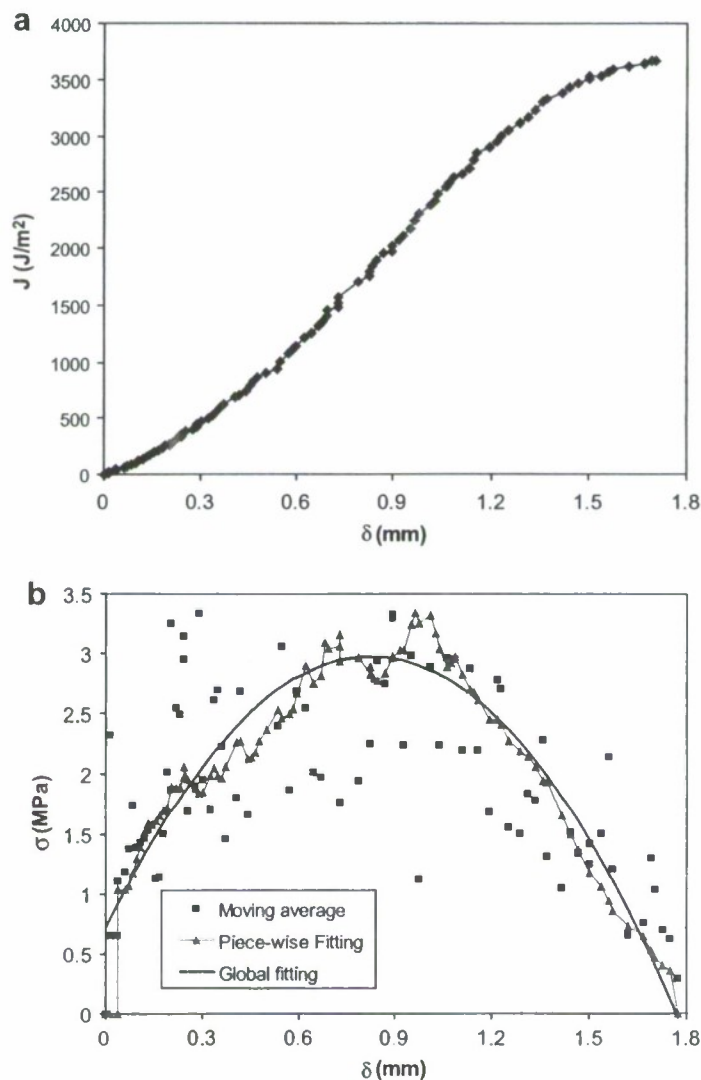 a
4000
3500
3000
2500
2000
1500
1000
500
0
J (J/m²)
0 0.3 0.6 0.9 1.2 1.5 1.8
δ (mm)
b
3.5
3
2.5
2
1.5
1
0.5
0
σ (MPa)
Moving average
Piece-wise Fitting
Global fitting
0 0.3 0.6 0.9 1.2 1.5 1.8
δ (mm)